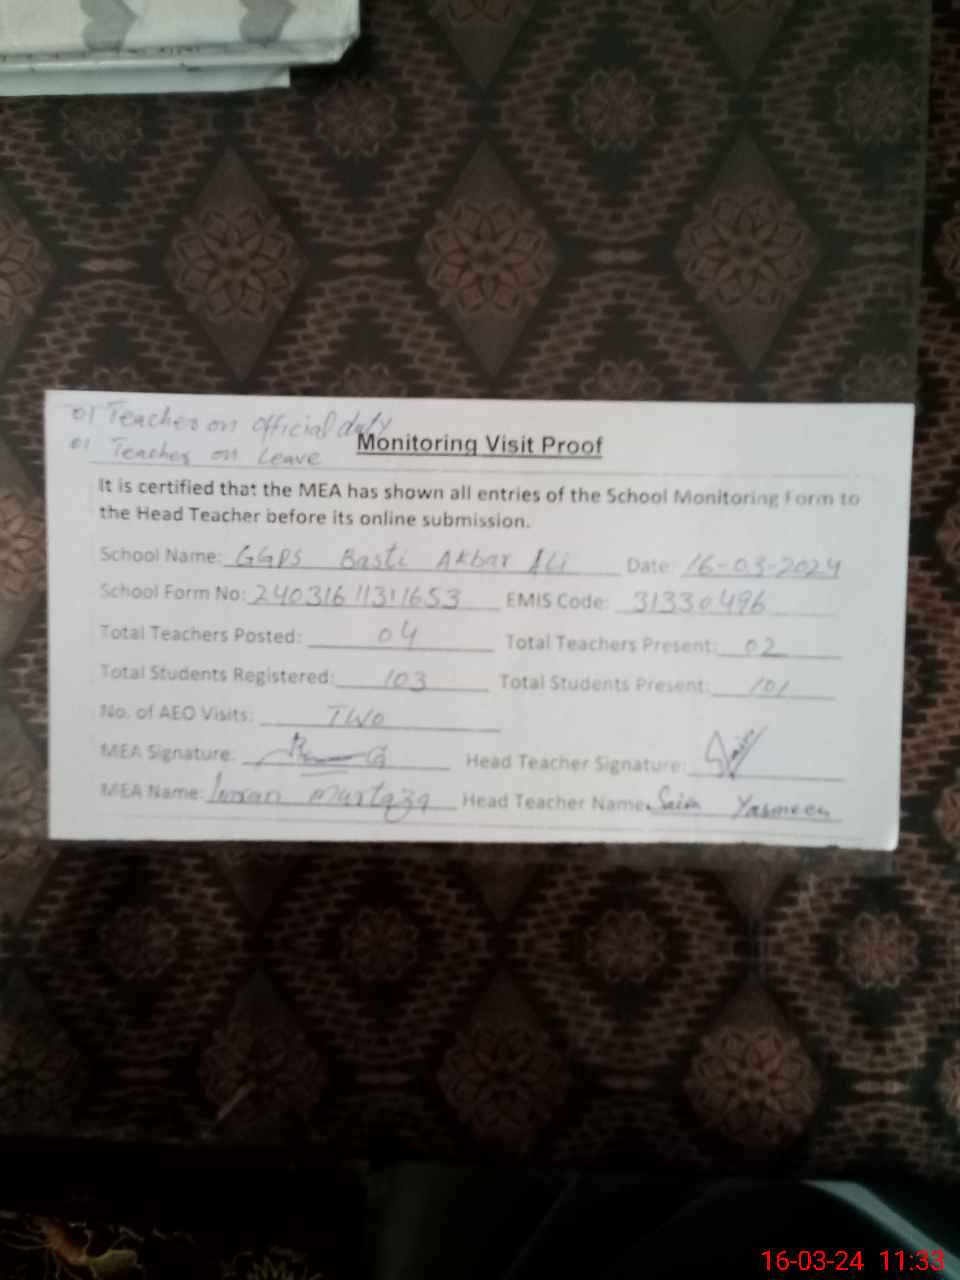 01 Teacher on official duty
01 Teacher on Leave
Monitoring Visit Proof
It is certified that the MEA has shown all entries of the School Monitoring Form to
the Head Teacher before its online submission.
School Name: GGPS Basti Akbar Ali Date: 16-03-2024
School Form No: 24031611311653 EMIS Code: 31330496
Total Teachers Posted: 04 Total Teachers Present: 02
Total Students Registered: 103 Total Students Present: 101
No. of AEO Visits: Two
MEA Signature: Head Teacher Signature:
MEA Name: Imran Murtaza Head Teacher Name: Saim Yasmeen
16-03-24 11:33